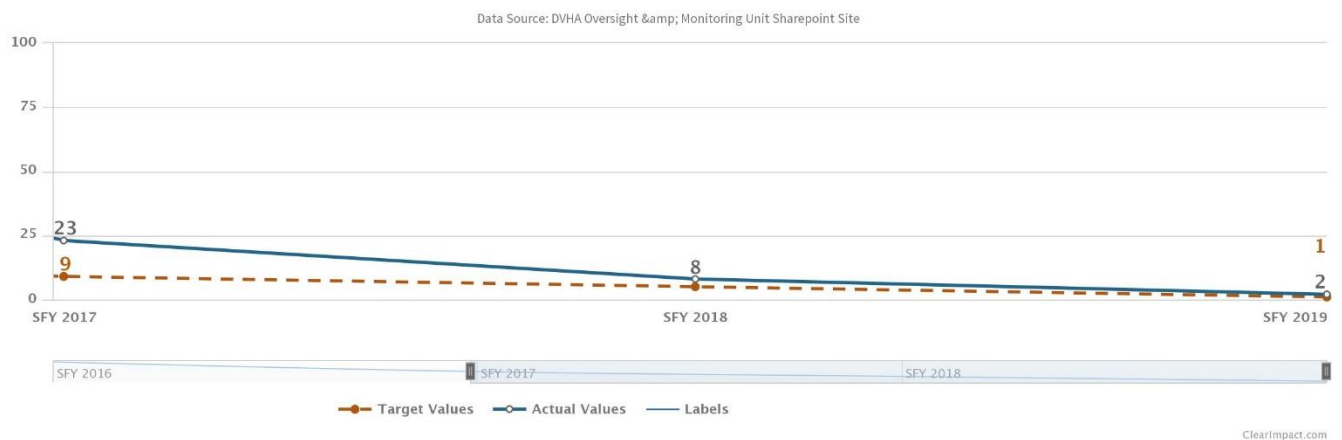 Data Source: DVHA Oversight &amp; Monitoring Unit Sharepoint Site
100
75
50
25
0
23
9
8
1
2
SFY 2017 SFY 2018 SFY 2019
SFY 2016 SFY 2017 SFY 2018
Target Values Actual Values Labels
ClearImpact.com